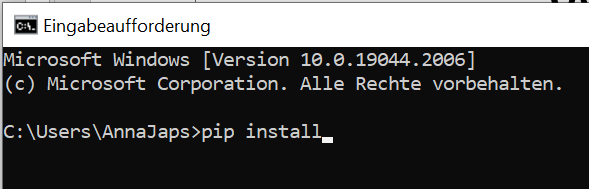 Eingabeaufforderung
Microsoft Windows [Version 10.0.19044.2006]
(c) Microsoft Corporation. Alle Rechte vorbehalten.
C:\Users\AnnaJaps>pip install